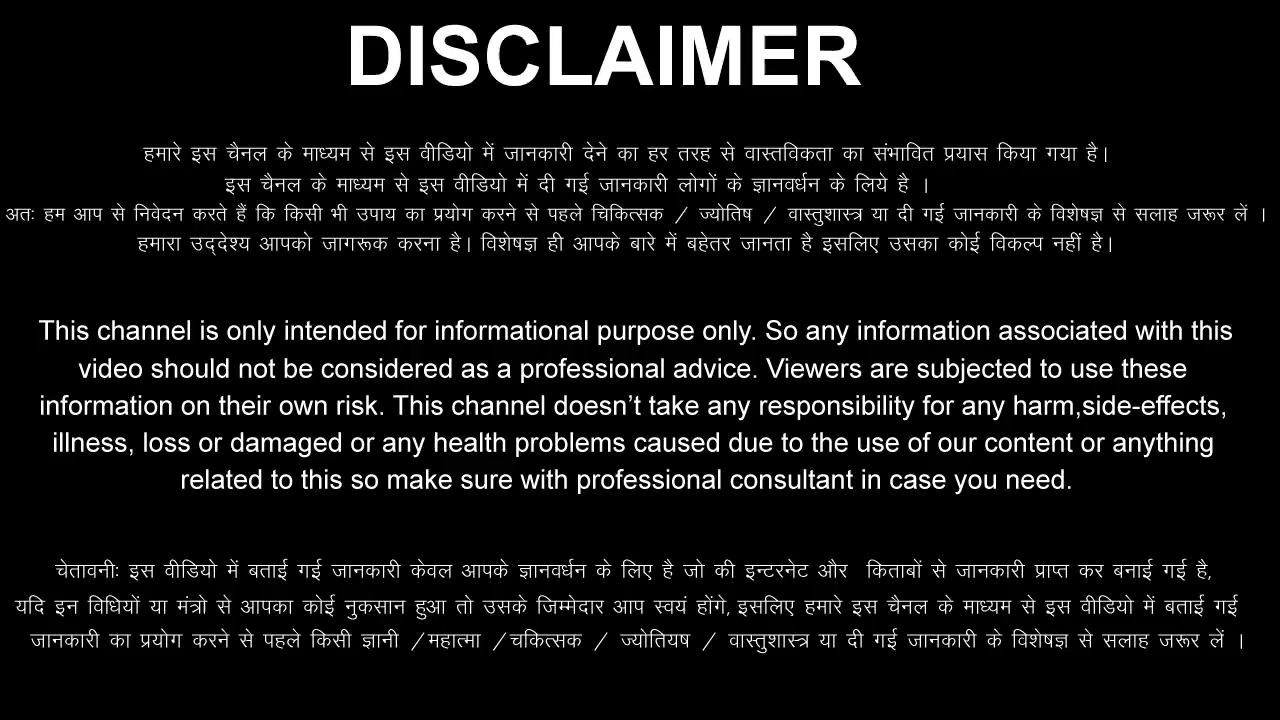 DISCLAIMER
हमारे इस चैनल के माध्यम से इस वीडियो में जानकारी देने का हर तरह से वास्तविकता का संभावित प्रयास किया गया है।
इस चैनल के माध्यम से इस वीडियो में दी गई जानकारी लोगों के ज्ञानवर्धन के लिये है ।
अतः हम आप से निवेदन करते हैं कि किसी भी उपाय का प्रयोग करने से पहले चिकित्सक / ज्योतिष / वास्तुशास्त्र या दी गई जानकारी के विशेषज्ञ से सलाह जरूर लें ।
हमारा उद्देश्य आपको जागरूक करना है। विशेषज्ञ ही आपके बारे में बहेतर जानता है इसलिए उसका कोई विकल्प नहीं है।
This channel is only intended for informational purpose only. So any information associated with this
video should not be considered as a professional advice. Viewers are subjected to use these
information on their own risk. This channel doesn’t take any responsibility for any harm,side-effects,
illness, loss or damaged or any health problems caused due to the use of our content or anything
related to this so make sure with professional consultant in case you need.
चेतावनीः इस वीडियो में बताई गई जानकारी केवल आपके ज्ञानवर्धन के लिए है जो की इन्टरनेट और किताबों से जानकारी प्राप्त कर बनाई गई है,
यदि इन विधियों या मंत्रो से आपका कोई नुकसान हुआ तो उसके जिम्मेदार आप स्वयं होंगे, इसलिए हमारे इस चैनल के माध्यम से इस वीडियो में बताई गई
जानकारी का प्रयोग करने से पहले किसी ज्ञानी /महात्मा /चकित्सक / ज्योतियष / वास्तुशास्त्र या दी गई जानकारी के विशेषज्ञ से सलाह जरूर लें ।